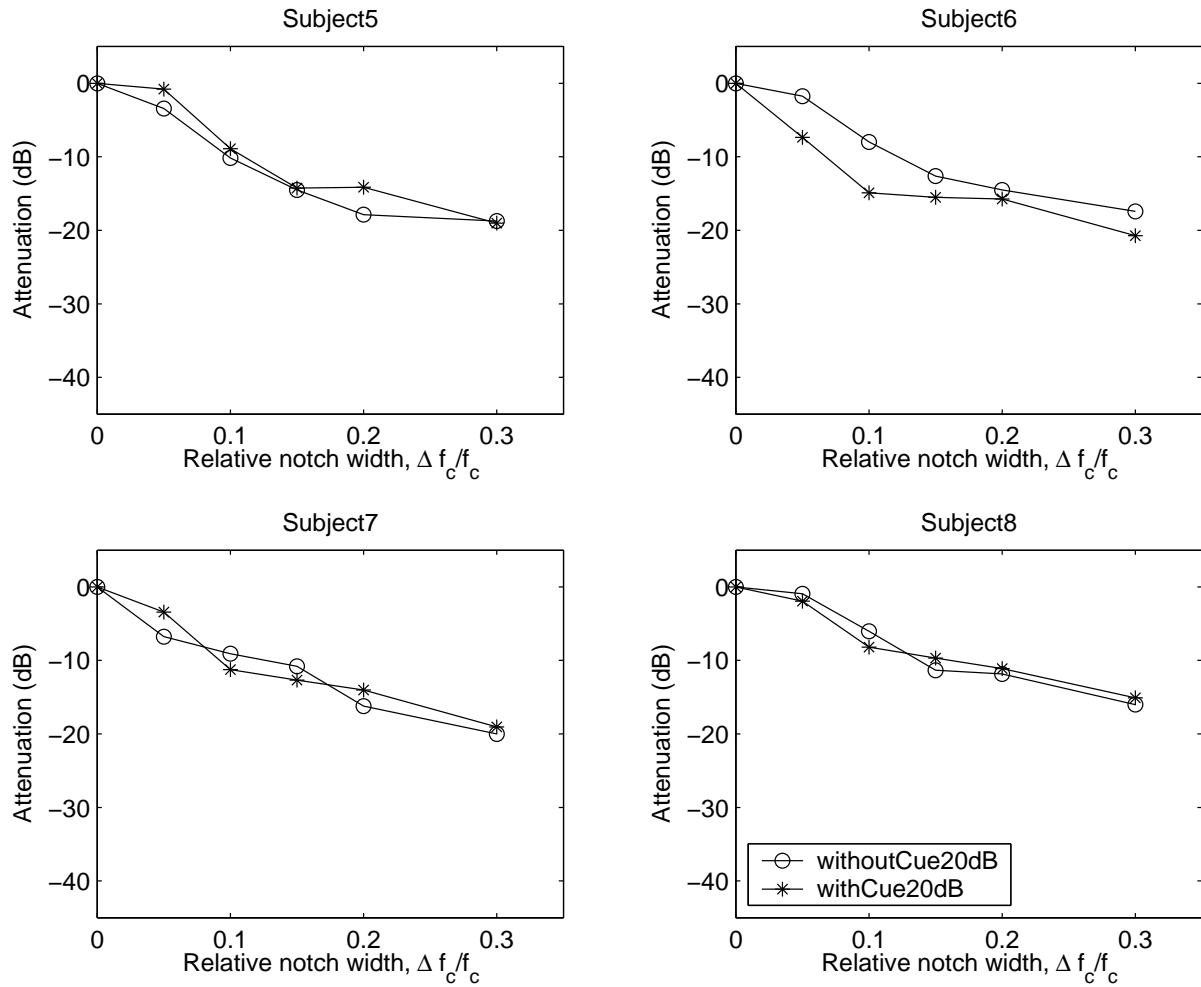 Subject5
0
−10
−20
−30
−40
Attenuation (dB)
0 0.1 0.2 0.3
Relative notch width, Δ f_c/f_c
Subject6
0
−10
−20
−30
−40
Attenuation (dB)
0 0.1 0.2 0.3
Relative notch width, Δ f_c/f_c
Subject7
0
−10
−20
−30
−40
Attenuation (dB)
0 0.1 0.2 0.3
Relative notch width, Δ f_c/f_c
Subject8
0
−10
−20
−30
−40
Attenuation (dB)
withoutCue20dB
withCue20dB
0 0.1 0.2 0.3
Relative notch width, Δ f_c/f_c